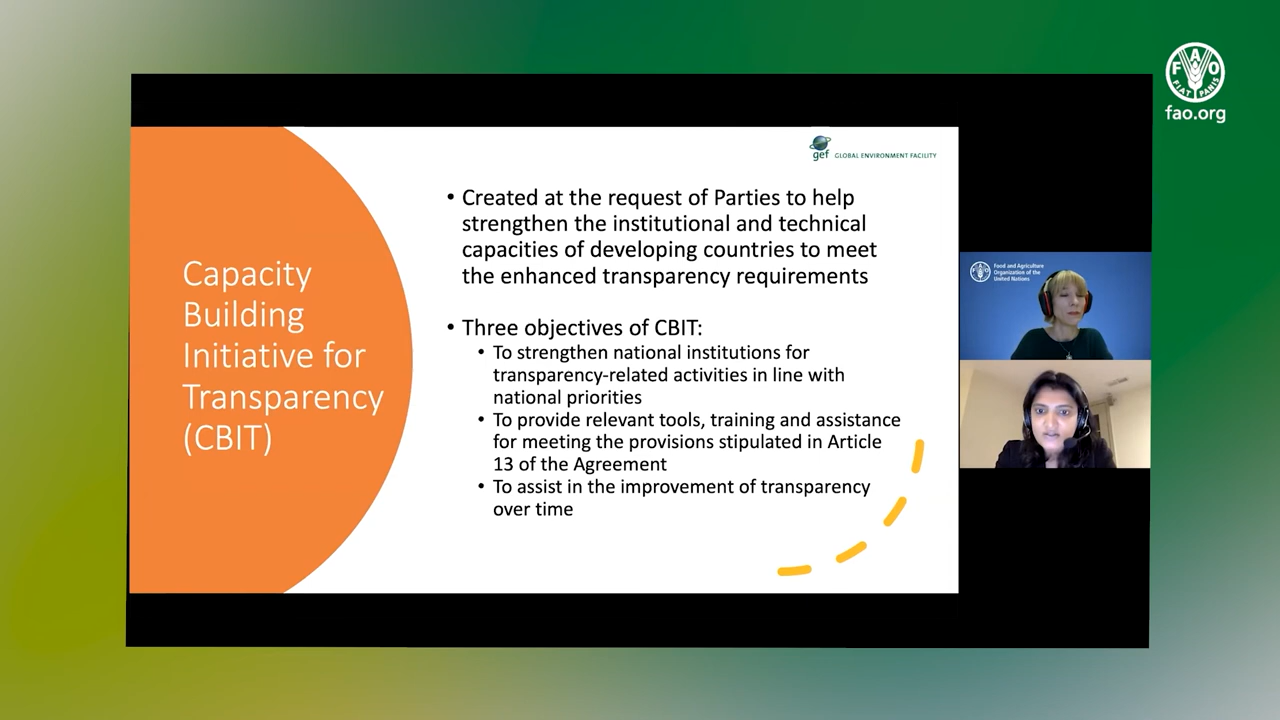 FAO
FIAT PANIS
fao.org
gef GLOBAL ENVIRONMENT FACILITY
Capacity
Building
Initiative for
Transparency
(CBIT)
• Created at the request of Parties to help
strengthen the institutional and technical
capacities of developing countries to meet
the enhanced transparency requirements
• Three objectives of CBIT:
• To strengthen national institutions for
transparency-related activities in line with
national priorities
• To provide relevant tools, training and assistance
for meeting the provisions stipulated in Article
13 of the Agreement
• To assist in the improvement of transparency
over time
Food and Agriculture
Organization of the
United Nations